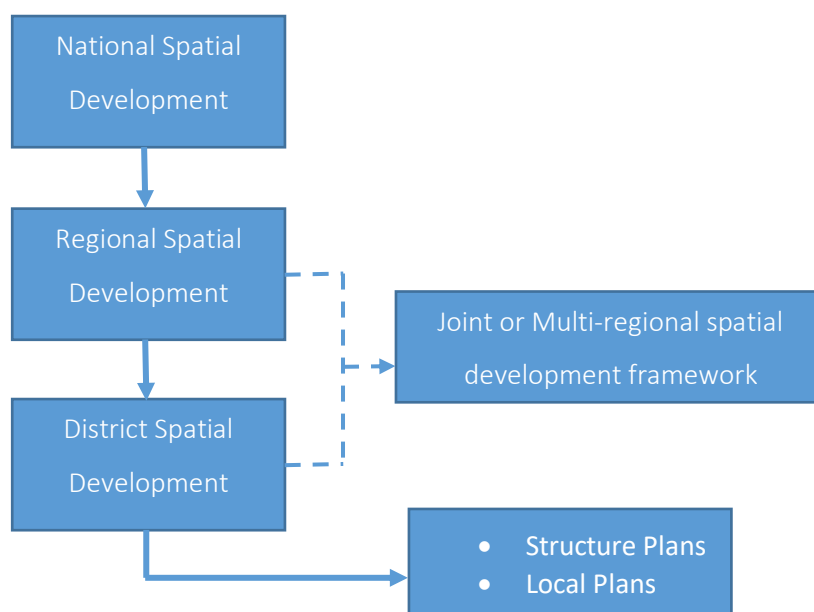 National Spatial
Development
Regional Spatial
Development
Joint or Multi-regional spatial
development framework
District Spatial
Development
• Structure Plans
• Local Plans